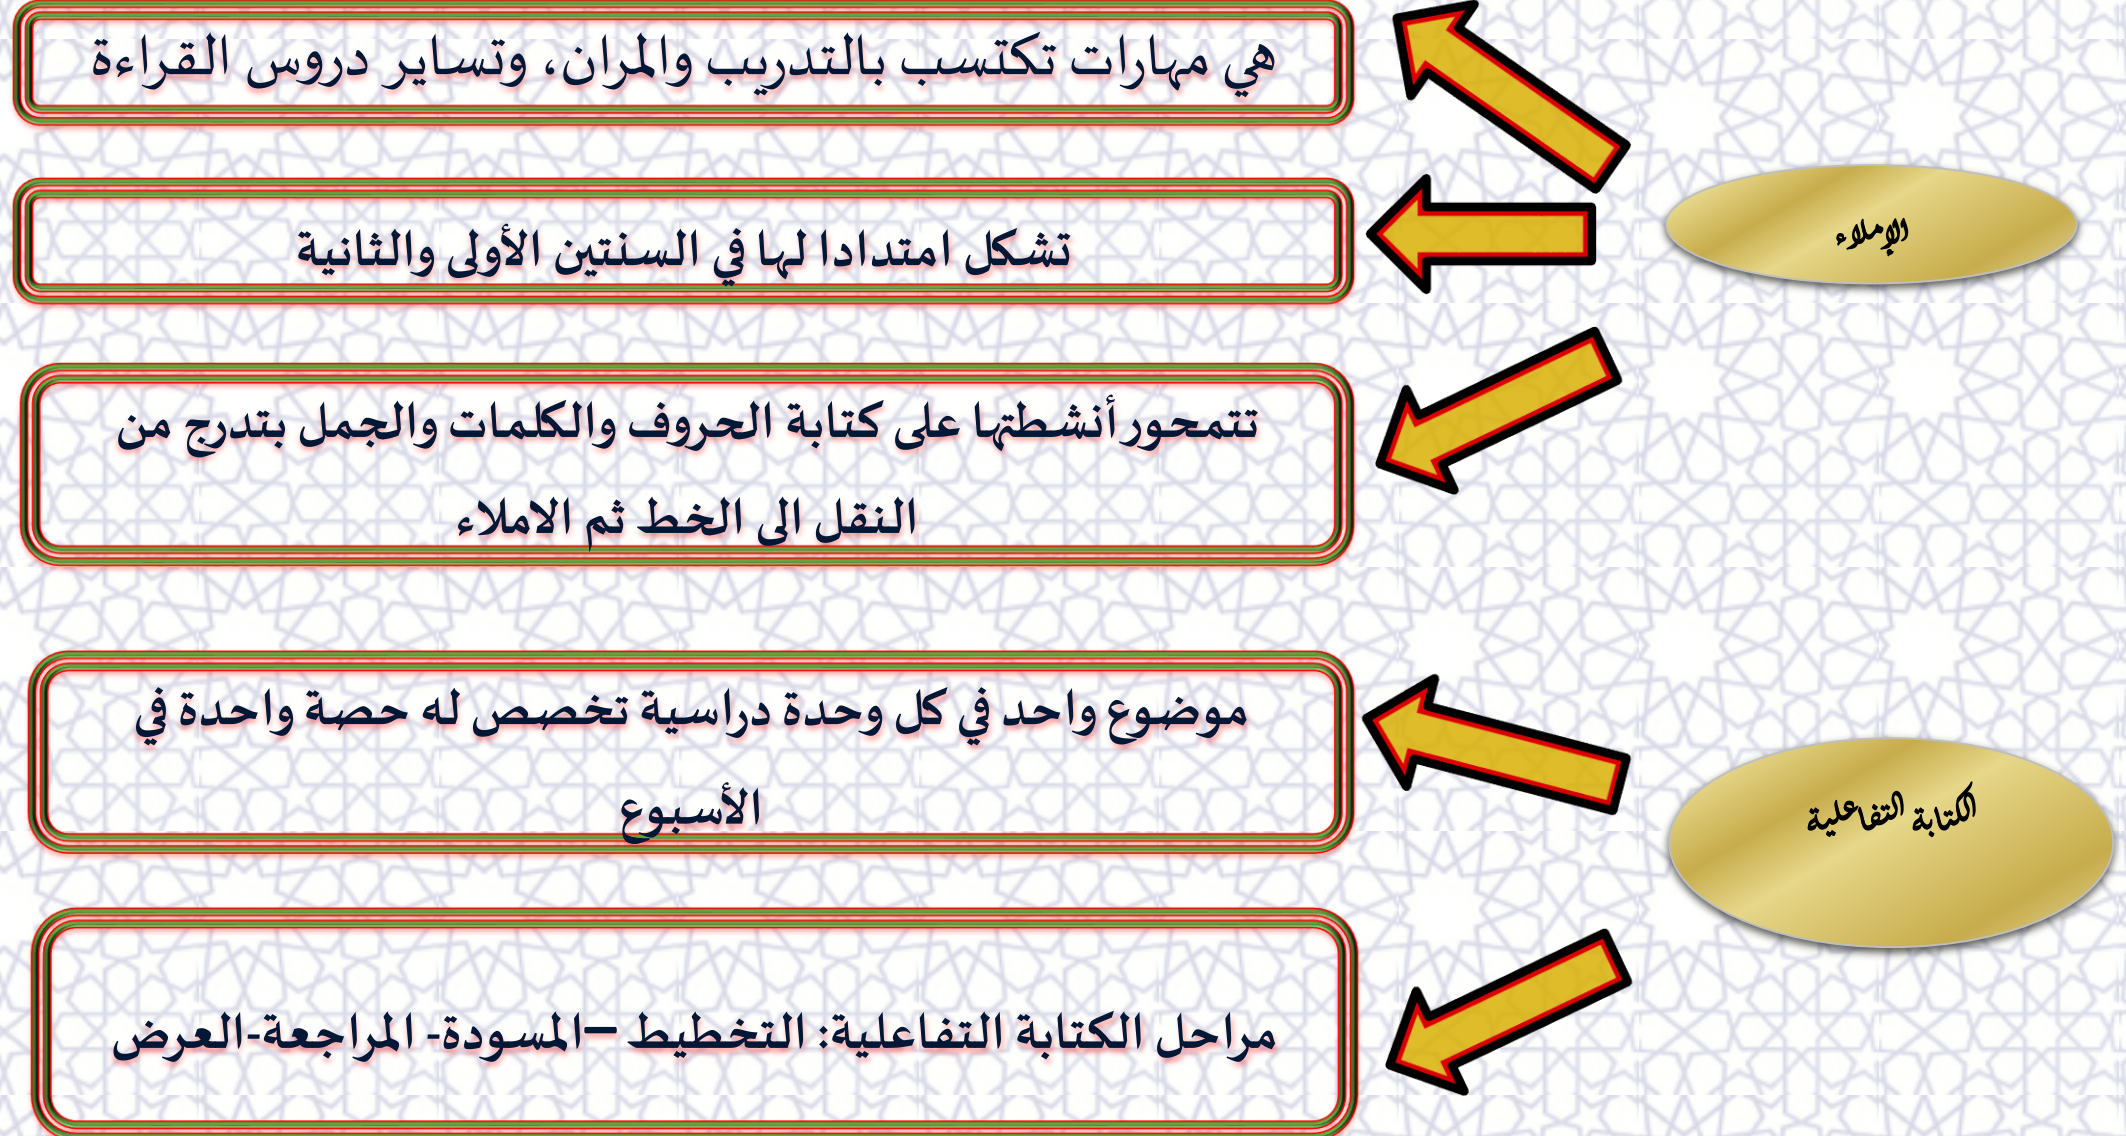 الإملاء
هي مهارات تكتسب بالتدريب والمران، وتساير دروس القراءة
تشكل امتدادا لها في السنتين الأولى والثانية
تتمحور أنشطتها على كتابة الحروف والكلمات والجمل بتدرج من
النقل الى الخط ثم الاملاء
الكتابة التفاعلية
موضوع واحد في كل وحدة دراسية تخصص له حصة واحدة في
الأسبوع
مراحل الكتابة التفاعلية: التخطيط –المسودة- المراجعة-العرض